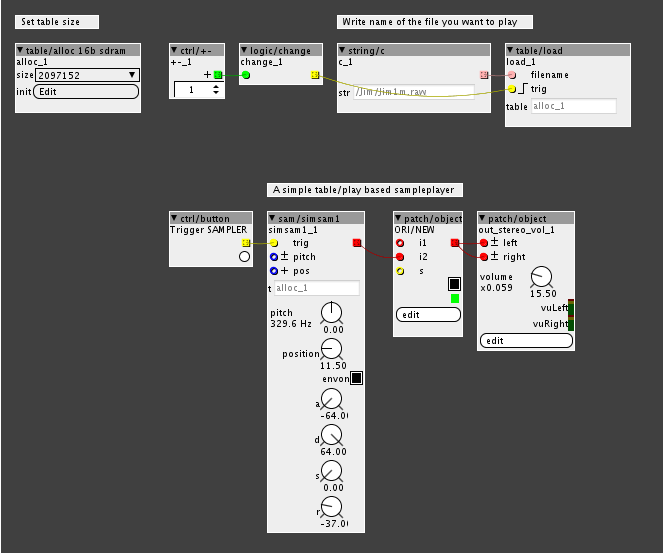 Set table size
Write name of the file you want to play
table/alloc 16b sdram
alloc_1
size 2097152
init Edit
ctrl/+-
+-_1
+
1
logic/change
change_1
string/c
c_1
str /Jim/Jim1m.raw
table/load
load_1
filename
trig
table alloc_1
A simple table/play based sampleplayer
ctrl/button
Trigger SAMPLER
sam/simsam1
simsam1_1
trig
± pitch
+ pos
t alloc_1
pitch
329.6 Hz
0.00
position
11.50
envon
a
-64.0
d
64.00
s
0.00
r
-37.0
patch/object
ORI/NEW
i1
i2
s
edit
patch/object
out_stereo_vol_1
± left
± right
volume
x0.059
15.50
vuLeft
vuRight
edit